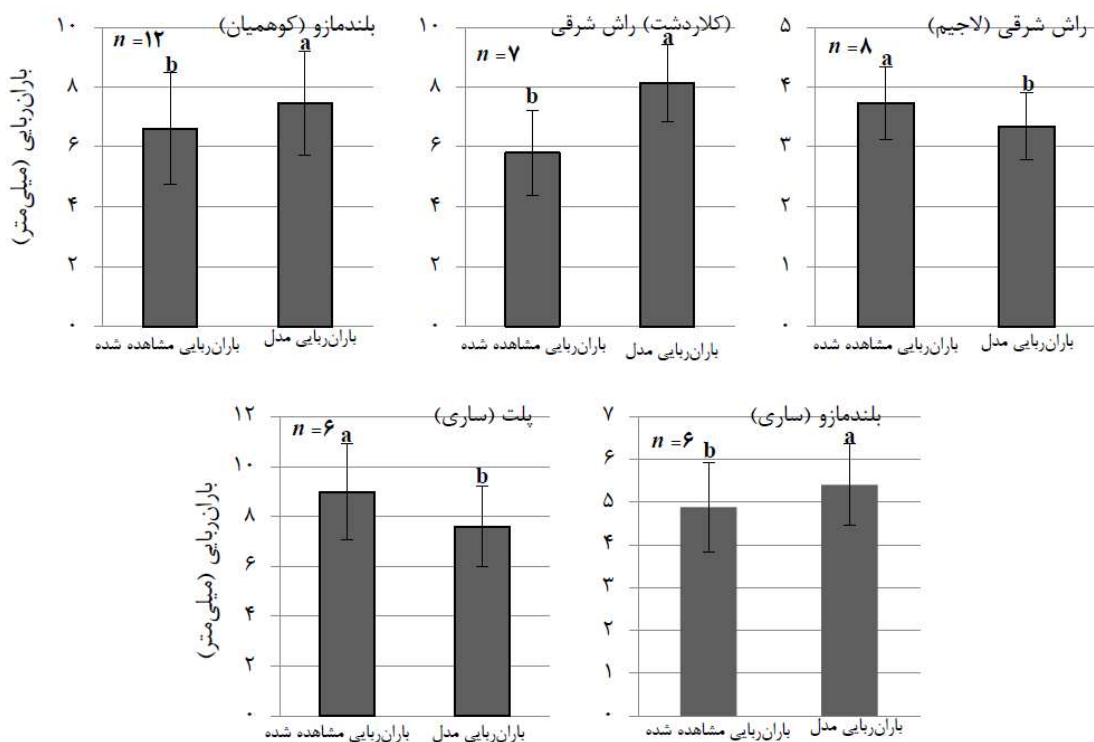 بلندمازو (کوهمیان)
n =۱۲
b
a
باران‌ربایی (میلی‌متر)
۱۰
۸
۶
۴
۲
۰
باران‌ربایی مشاهده شده
باران‌ربایی مدل
(کلاردشت) راش شرقی
n =۷
b
a
۱۰
۸
۶
۴
۲
۰
باران‌ربایی مشاهده شده
باران‌ربایی مدل
راش شرقی (لاجیم)
n =۸
a
b
۵
۴
۳
۲
۱
۰
باران‌ربایی مشاهده شده
باران‌ربایی مدل
پلت (ساری)
n =۶
a
b
باران‌ربایی (میلی‌متر)
۱۲
۱۰
۸
۶
۴
۲
۰
باران‌ربایی مشاهده شده
باران‌ربایی مدل
بلندمازو (ساری)
n =۶
b
a
۷
۶
۵
۴
۳
۲
۱
۰
باران‌ربایی مشاهده شده
باران‌ربایی مدل